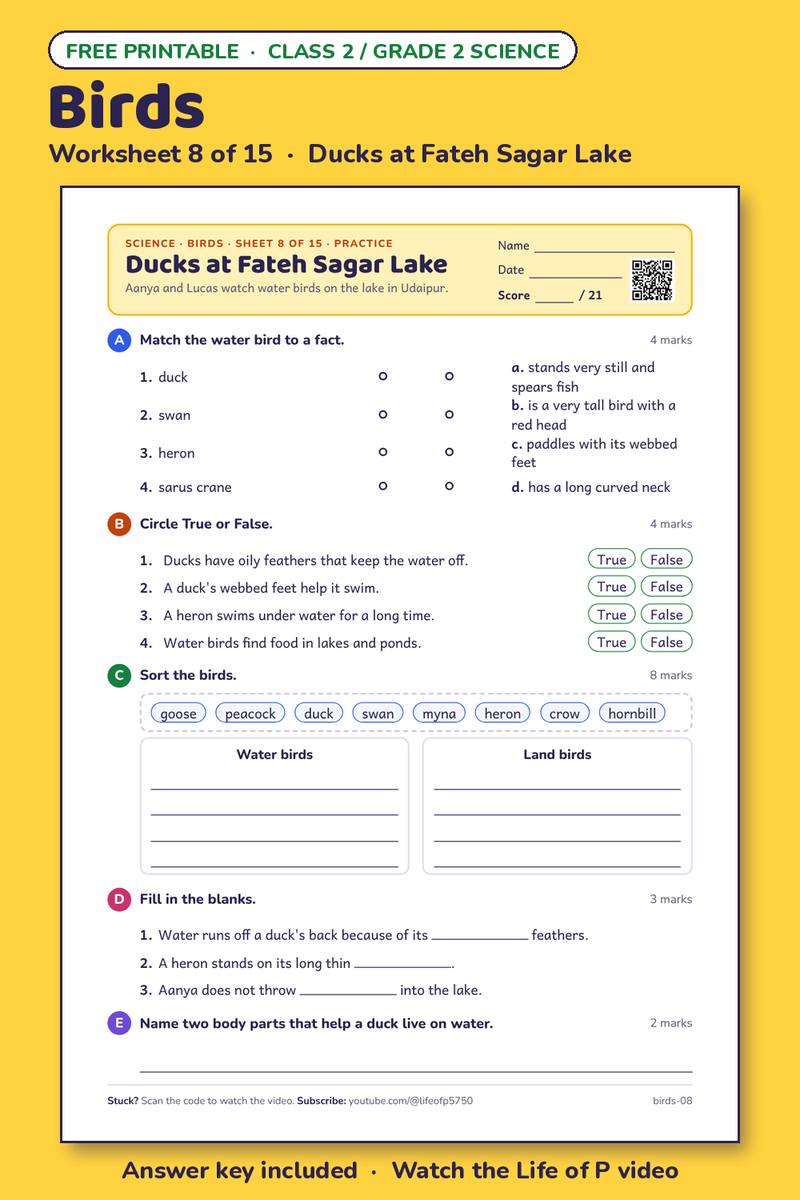 FREE PRINTABLE · CLASS 2 / GRADE 2 SCIENCE
Birds
Worksheet 8 of 15 · Ducks at Fateh Sagar Lake
SCIENCE · BIRDS · SHEET 8 OF 15 · PRACTICE
Ducks at Fateh Sagar Lake
Aanya and Lucas watch water birds on the lake in Udaipur.
Name
Date
Score / 21
A Match the water bird to a fact. 4 marks
1. duck
a. stands very still and
spears fish
2. swan
b. is a very tall bird with a
red head
3. heron
c. paddles with its webbed
feet
4. sarus crane
d. has a long curved neck
B Circle True or False. 4 marks
1. Ducks have oily feathers that keep the water off. True False
2. A duck's webbed feet help it swim. True False
3. A heron swims under water for a long time. True False
4. Water birds find food in lakes and ponds. True False
C Sort the birds. 8 marks
goose peacock duck swan myna heron crow hornbill
Water birds Land birds
D Fill in the blanks. 3 marks
1. Water runs off a duck's back because of its ____________ feathers.
2. A heron stands on its long thin ____________.
3. Aanya does not throw ____________ into the lake.
E Name two body parts that help a duck live on water. 2 marks
Stuck? Scan the code to watch the video. Subscribe: youtube.com/@lifeofp5750 birds-08
Answer key included · Watch the Life of P video